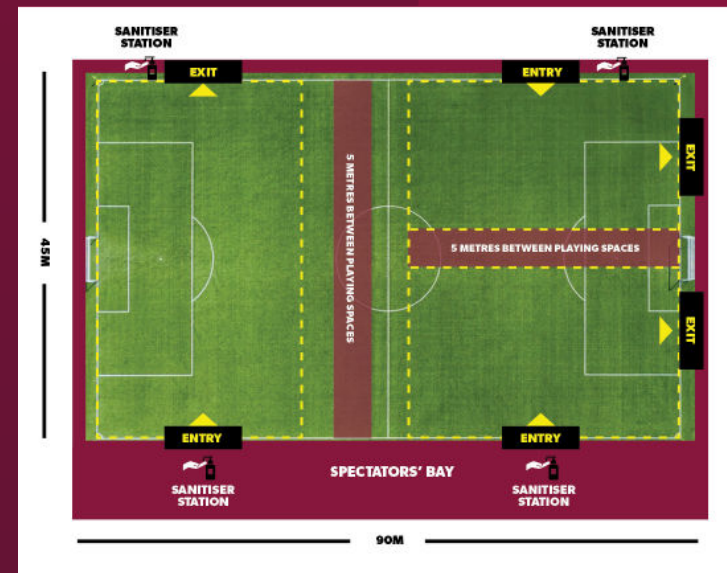 SANITISER
STATION
SANITISER
STATION
EXIT
ENTRY
EXIT
45M
5 METRES BETWEEN PLAYING SPACES
5 METRES BETWEEN PLAYING SPACES
EXIT
ENTRY
ENTRY
SPECTATORS' BAY
SANITISER
STATION
SANITISER
STATION
90M